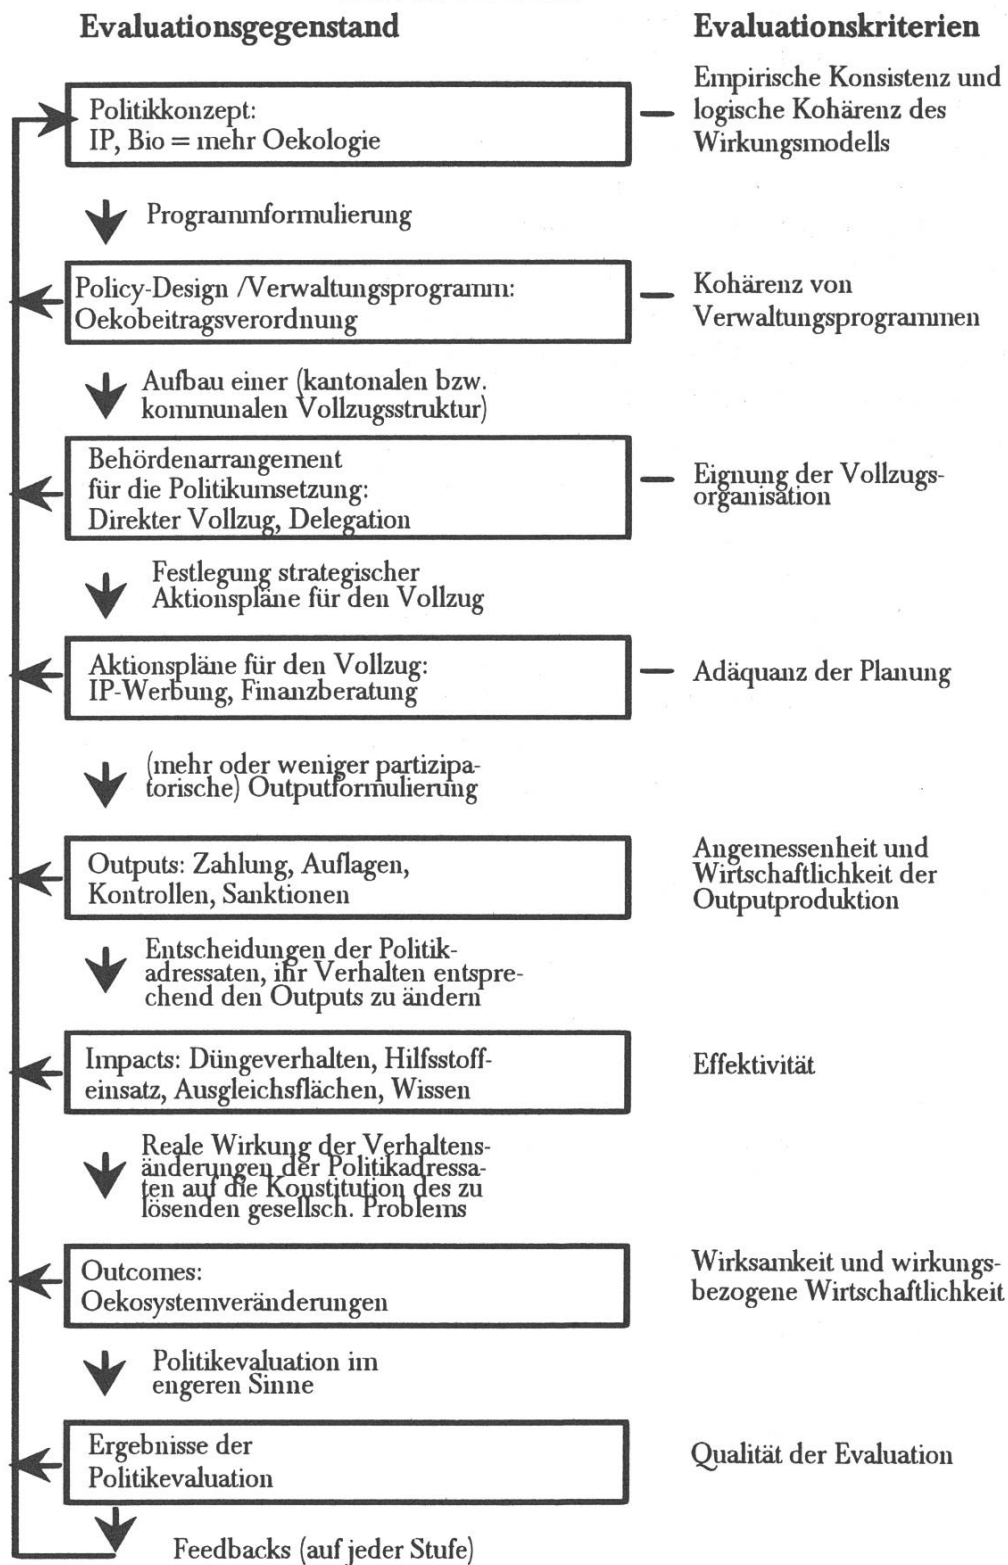 Evaluationsgegenstand
Evaluationskriterien
Politikkonzept:
IP, Bio = mehr Oekologie
Empirische Konsistenz und
logische Kohärenz des
Wirkungsmodells
Programmformulierung
Policy-Design /Verwaltungsprogramm:
Oekobeitragsverordnung
Kohärenz von
Verwaltungsprogrammen
Aufbau einer (kantonalen bzw.
kommunalen Vollzugsstruktur)
Behördenarrangement
für die Politikumsetzung:
Direkter Vollzug, Delegation
Eignung der Vollzugs-
organisation
Festlegung strategischer
Aktionspläne für den Vollzug
Aktionspläne für den Vollzug:
IP-Werbung, Finanzberatung
Adäquanz der Planung
(mehr oder weniger partizipa-
torische) Outputformulierung
Outputs: Zahlung, Auflagen,
Kontrollen, Sanktionen
Angemessenheit und
Wirtschaftlichkeit der
Outputproduktion
Entscheidungen der Politik-
adressaten, ihr Verhalten entspre-
chend den Outputs zu ändern
Impacts: Düngeverhalten, Hilfsstoff-
einsatz, Ausgleichsflächen, Wissen
Effektivität
Reale Wirkung der Verhaltens-
änderungen der Politikadressa-
ten auf die Konstitution des zu
lösenden gesellsch. Problems
Outcomes:
Oekosystemveränderungen
Wirksamkeit und wirkungs-
bezogene Wirtschaftlichkeit
Politikevaluation im
engeren Sinne
Ergebnisse der
Politikevaluation
Qualität der Evaluation
Feedbacks (auf jeder Stufe)